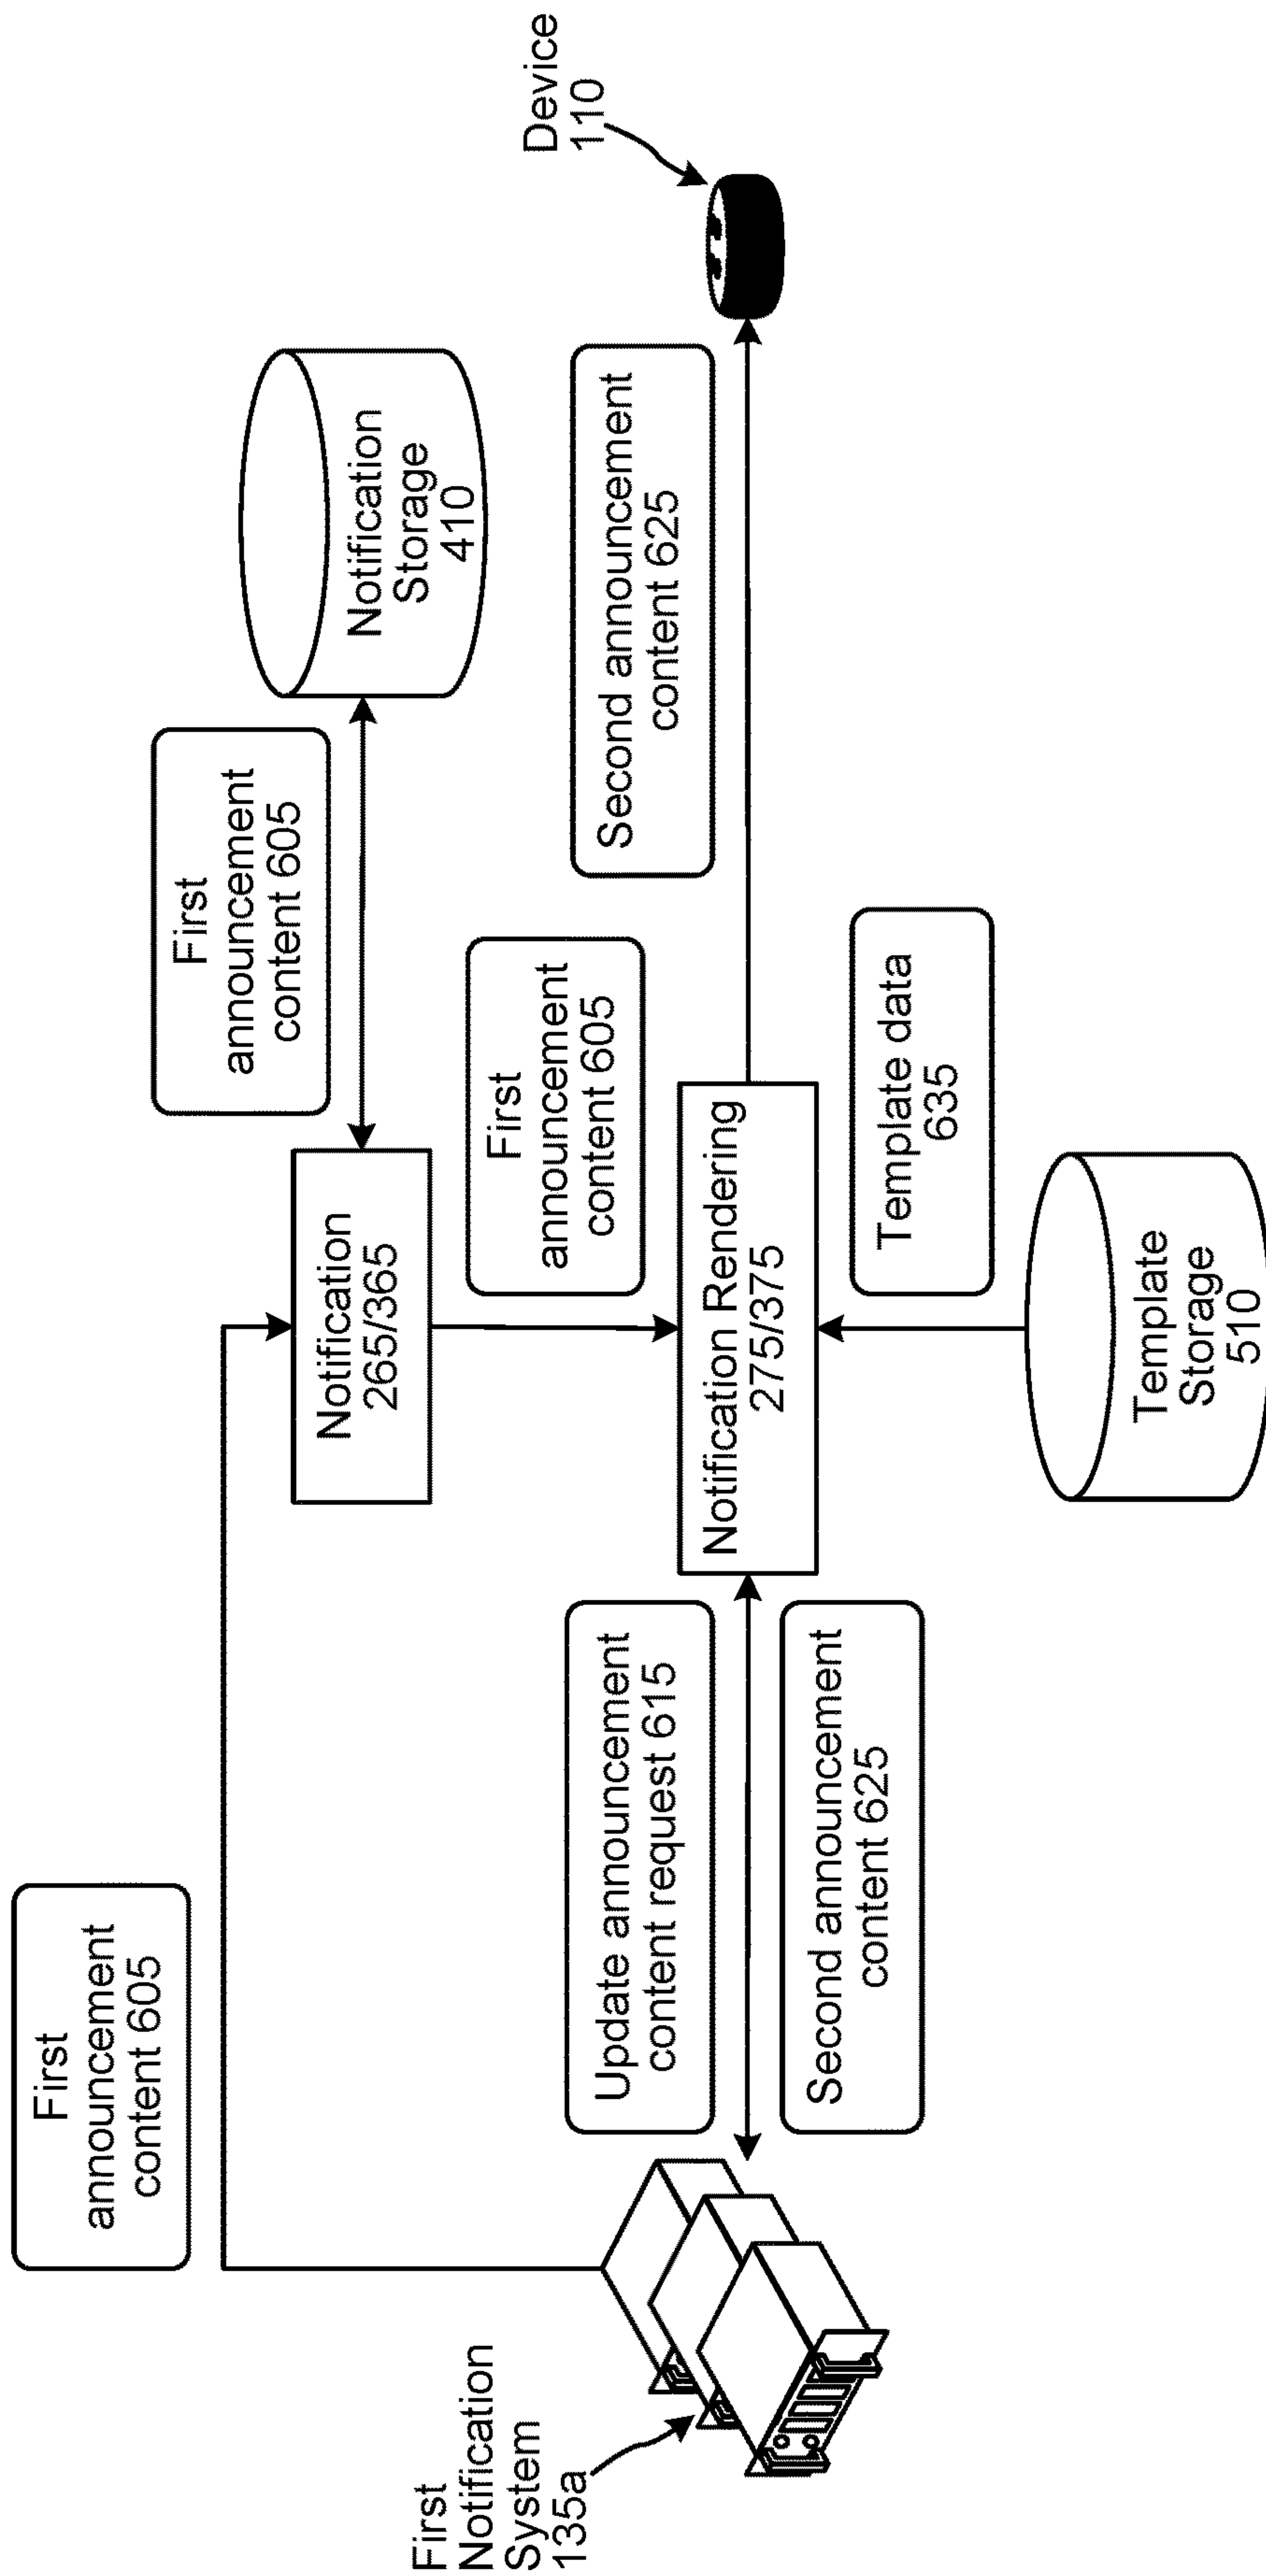 First
announcement
content 605
First
Notification
System
135a
Update announcement
content request 615
Second announcement
content 625
Notification
265/365
First
announcement
content 605
Notification
Storage
410
First
announcement
content 605
Notification Rendering
275/375
Template data
635
Template
Storage
510
Second announcement
content 625
Device
110